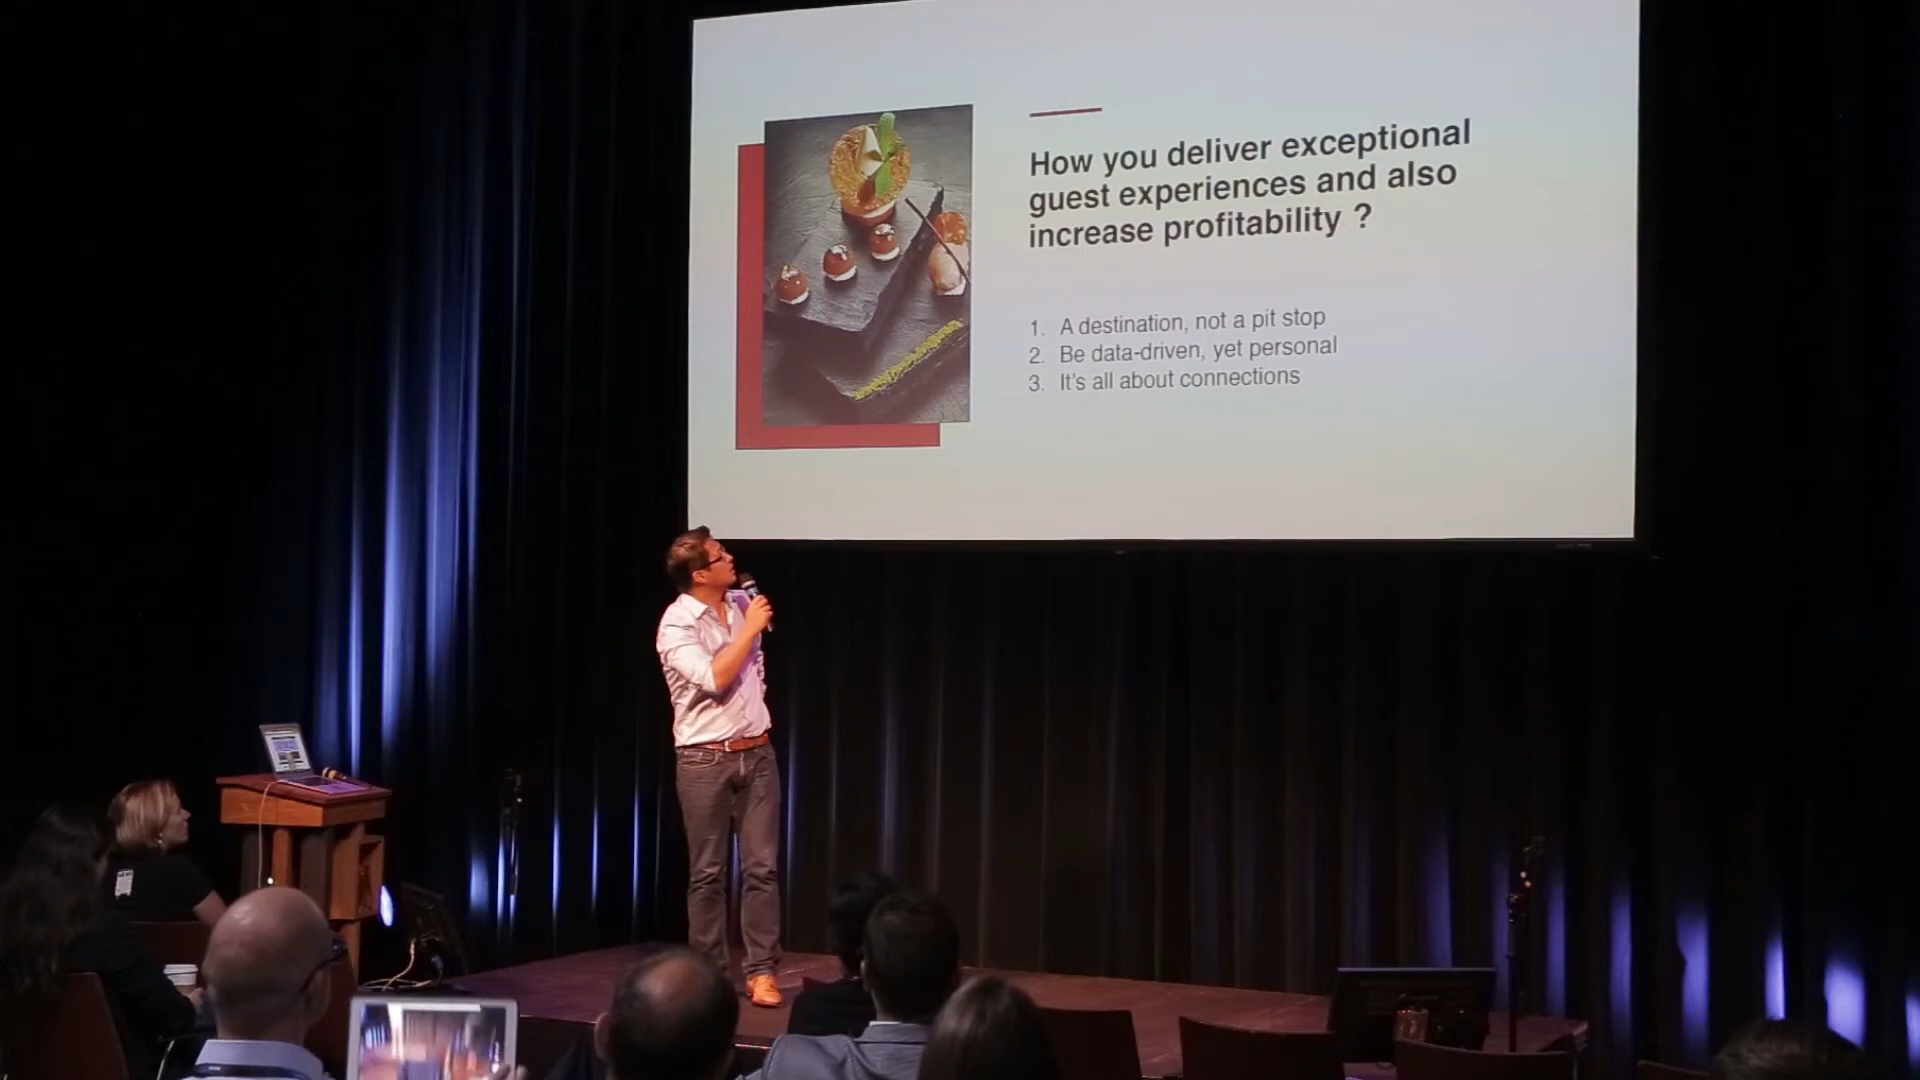 How you deliver exceptional
guest experiences and also
increase profitability ?
1. A destination, not a pit stop
2. Be data-driven, yet personal
3. It's all about connections